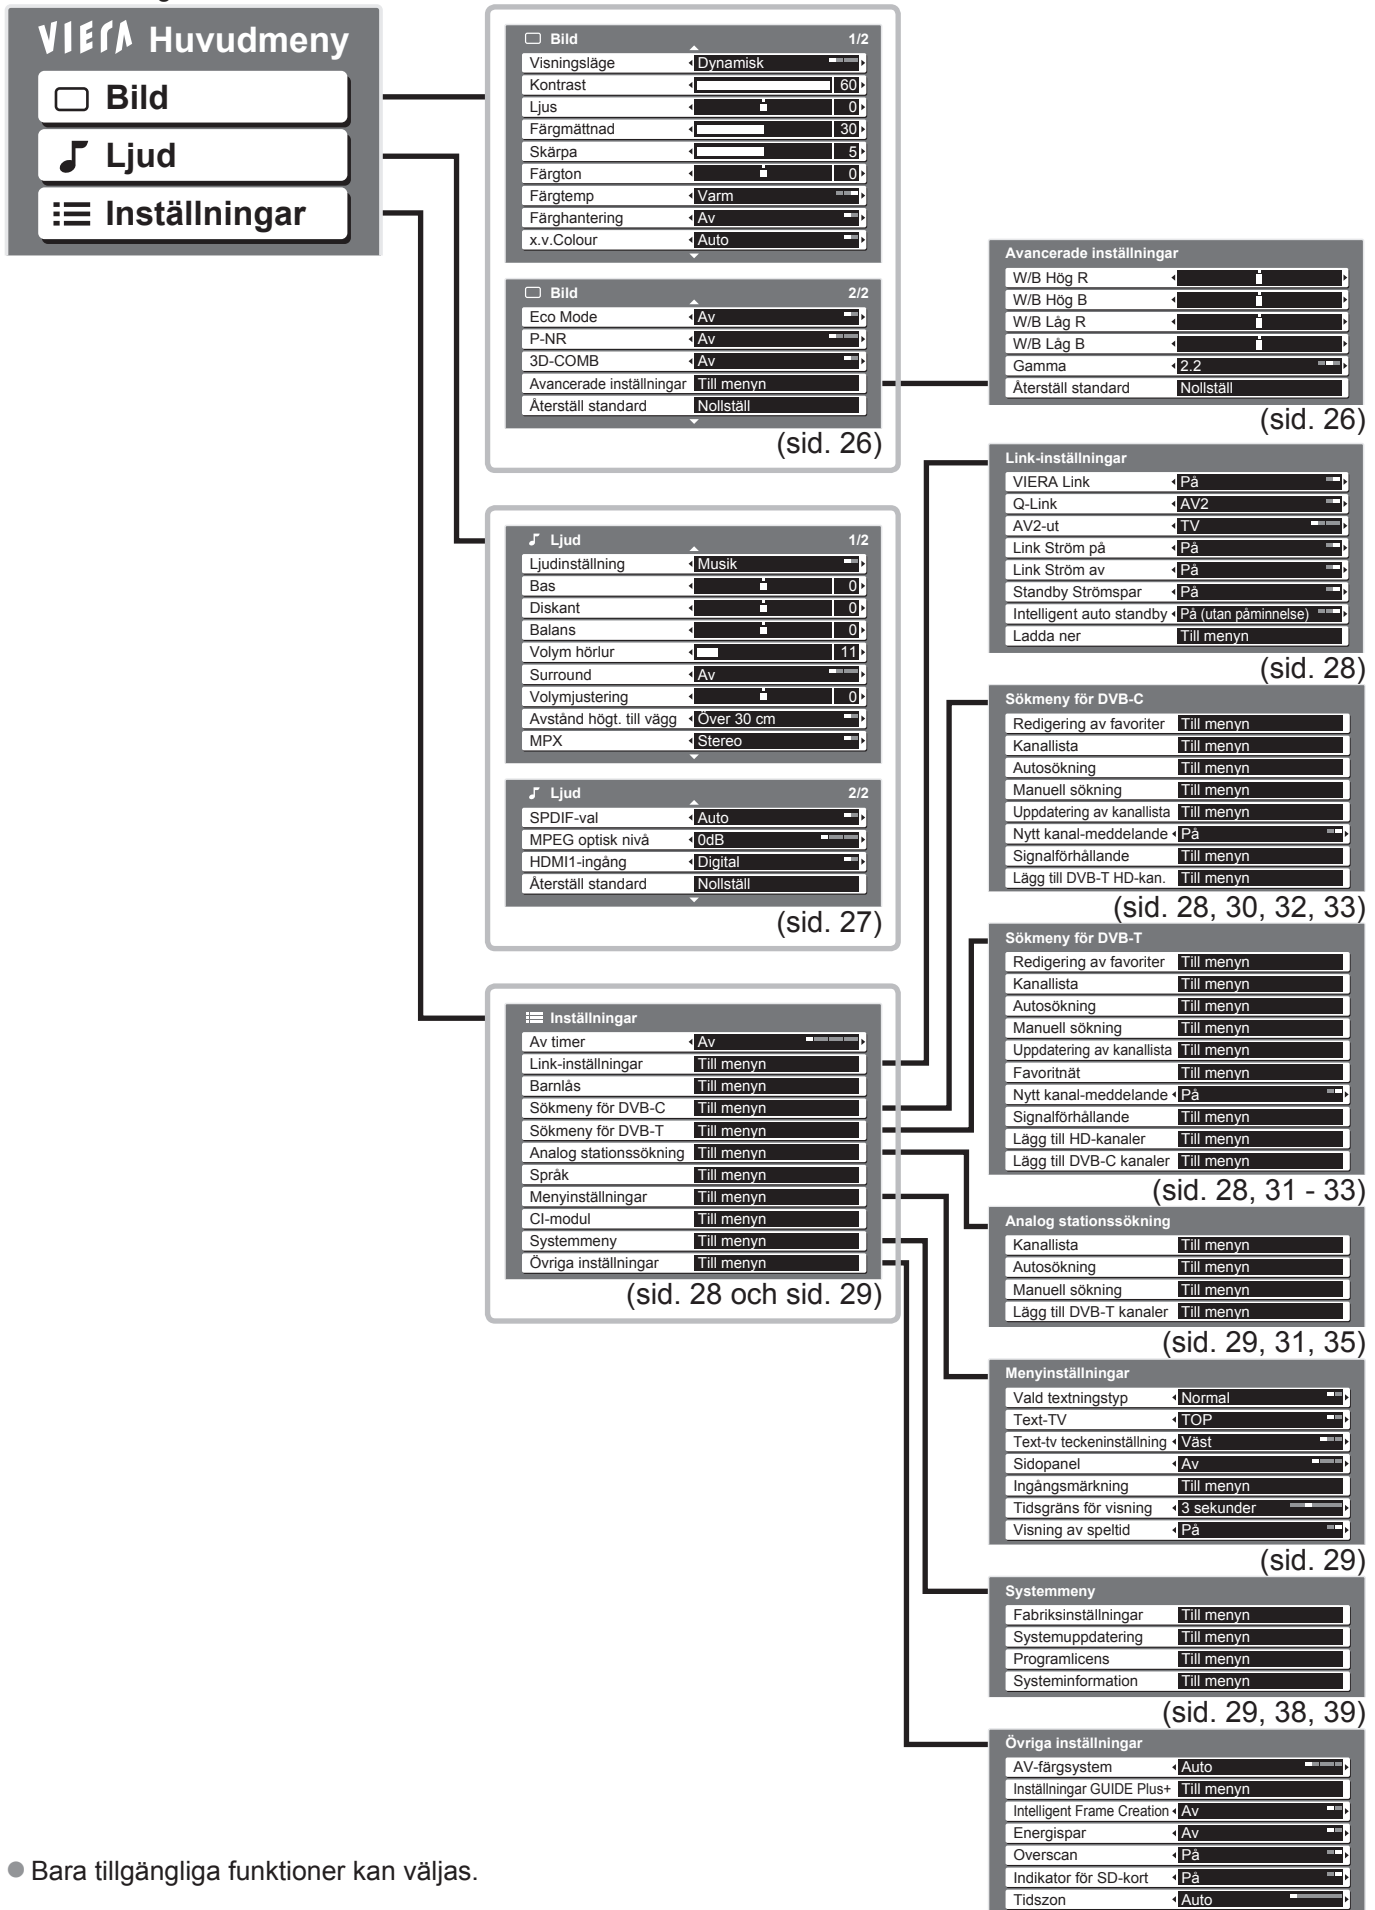 VIERA Huvudmeny
Bild
Ljud
Inställningar
Bild 1/2
Visningsläge Dynamisk
Kontrast 60
Ljus 0
Färgmättnad 30
Skärpa 5
Färgton 0
Färgtemp Varm
Färghantering Av
x.v.Colour Auto
Bild 2/2
Eco Mode Av
P-NR Av
3D-COMB Av
Avancerade inställningar Till menyn
Återställ standard Nollställ
(sid. 26)
Ljud 1/2
Ljudinställning Musik
Bas 0
Diskant 0
Balans 0
Volym hörlur 11
Surround Av
Volymjustering 0
Avstånd högt. till vägg Över 30 cm
MPX Stereo
Ljud 2/2
SPDIF-val Auto
MPEG optisk nivå 0dB
HDMI1-ingång Digital
Återställ standard Nollställ
(sid. 27)
Inställningar
Av timer Av
Link-inställningar Till menyn
Barnlås Till menyn
Sökmeny för DVB-C Till menyn
Sökmeny för DVB-T Till menyn
Analog stationssökning Till menyn
Språk Till menyn
Menyinställningar Till menyn
CI-modul Till menyn
Systemmeny Till menyn
Övriga inställningar Till menyn
(sid. 28 och sid. 29)
Avancerade inställningar
W/B Hög R
W/B Hög B
W/B Låg R
W/B Låg B
Gamma 2.2
Återställ standard Nollställ
(sid. 26)
Link-inställningar
VIERA Link På
Q-Link AV2
AV2-ut TV
Link Ström på På
Link Ström av På
Standby Strömspar På
Intelligent auto standby På (utan påminnelse)
Ladda ner Till menyn
(sid. 28)
Sökmeny för DVB-C
Redigering av favoriter Till menyn
Kanallista Till menyn
Autosökning Till menyn
Manuell sökning Till menyn
Uppdatering av kanallista Till menyn
Nytt kanal-meddelande På
Signalförhållande Till menyn
Lägg till DVB-T HD-kan. Till menyn
(sid. 28, 30, 32, 33)
Sökmeny för DVB-T
Redigering av favoriter Till menyn
Kanallista Till menyn
Autosökning Till menyn
Manuell sökning Till menyn
Uppdatering av kanallista Till menyn
Favoritnät Till menyn
Nytt kanal-meddelande På
Signalförhållande Till menyn
Lägg till HD-kanaler Till menyn
Lägg till DVB-C kanaler Till menyn
(sid. 28, 31 - 33)
Analog stationssökning
Kanallista Till menyn
Autosökning Till menyn
Manuell sökning Till menyn
Lägg till DVB-T kanaler Till menyn
(sid. 29, 31, 35)
Menyinställningar
Vald textningstyp Normal
Text-TV TOP
Text-tv teckeninställning Väst
Sidopanel Av
Ingångsmärkning Till menyn
Tidsgräns för visning 3 sekunder
Visning av speltid På
(sid. 29)
Systemmeny
Fabriksinställningar Till menyn
Systemuppdatering Till menyn
Programlicens Till menyn
Systeminformation Till menyn
(sid. 29, 38, 39)
Övriga inställningar
AV-färgsystem Auto
Inställningar GUIDE Plus+ Till menyn
Intelligent Frame Creation Av
Energispar Av
Overscan På
Indikator för SD-kort På
Tidszon Auto
● Bara tillgängliga funktioner kan väljas.